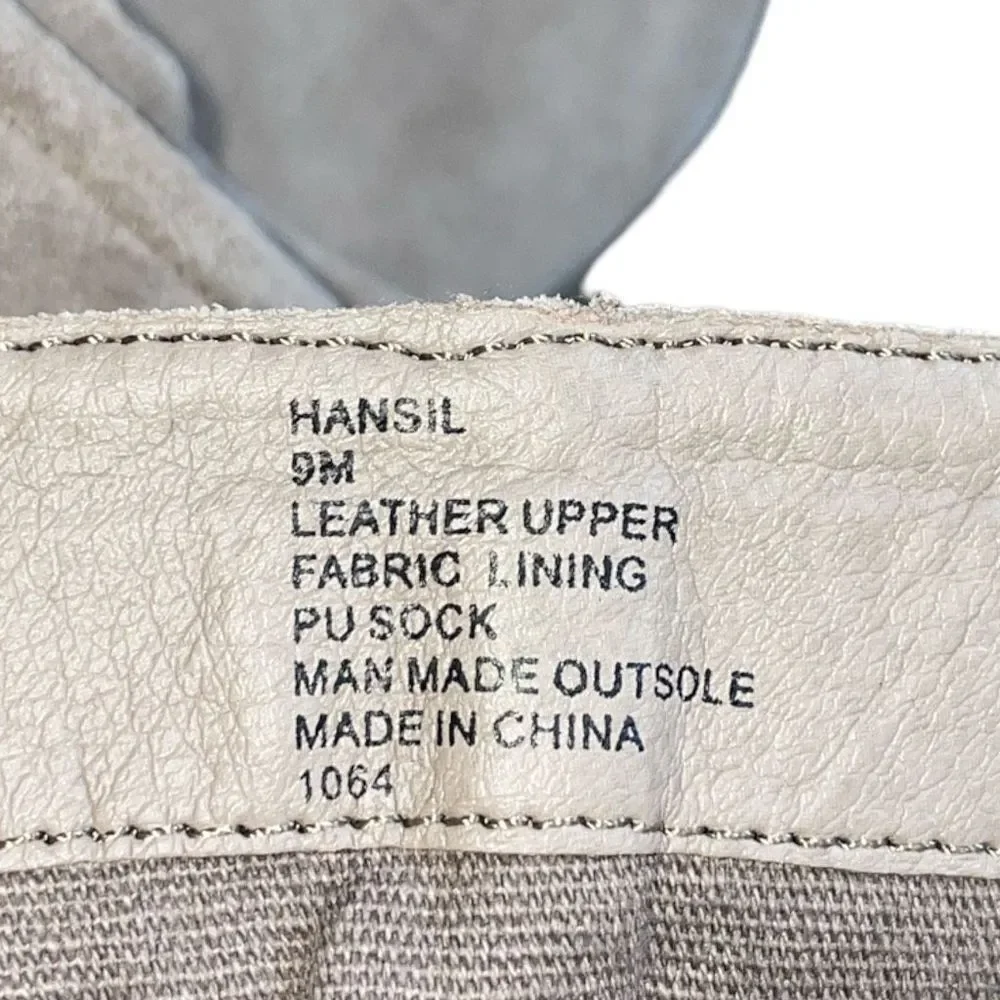 HANSIL
9M
LEATHER UPPER
FABRIC LINING
PU SOCK
MAN MADE OUTSOLE
MADE IN CHINA
1064